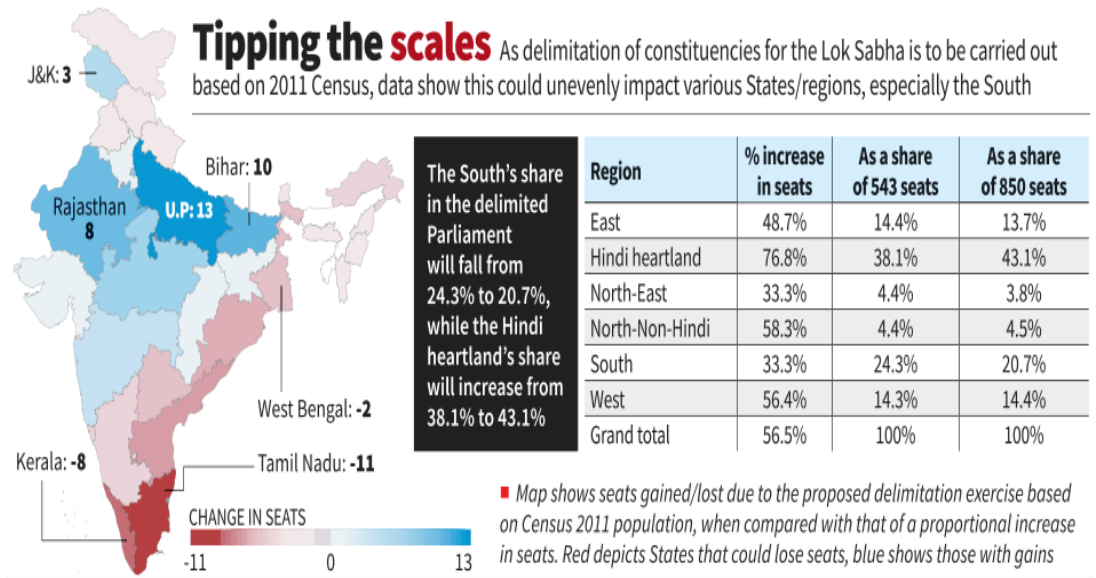 Tipping the scales As delimitation of constituencies for the Lok Sabha is to be carried out
based on 2011 Census, data show this could unevenly impact various States/regions, especially the South
J&K: 3
Bihar: 10
Rajasthan
8
U.P: 13
West Bengal: -2
Kerala: -8
Tamil Nadu: -11
CHANGE IN SEATS
-11 0 13
The South's share
in the delimited
Parliament
will fall from
24.3% to 20.7%,
while the Hindi
heartland's share
will increase from
38.1% to 43.1%
Region % increase in seats As a share of 543 seats As a share of 850 seats
East 48.7% 14.4% 13.7%
Hindi heartland 76.8% 38.1% 43.1%
North-East 33.3% 4.4% 3.8%
North-Non-Hindi 58.3% 4.4% 4.5%
South 33.3% 24.3% 20.7%
West 56.4% 14.3% 14.4%
Grand total 56.5% 100% 100%
Map shows seats gained/lost due to the proposed delimitation exercise based
on Census 2011 population, when compared with that of a proportional increase
in seats. Red depicts States that could lose seats, blue shows those with gains